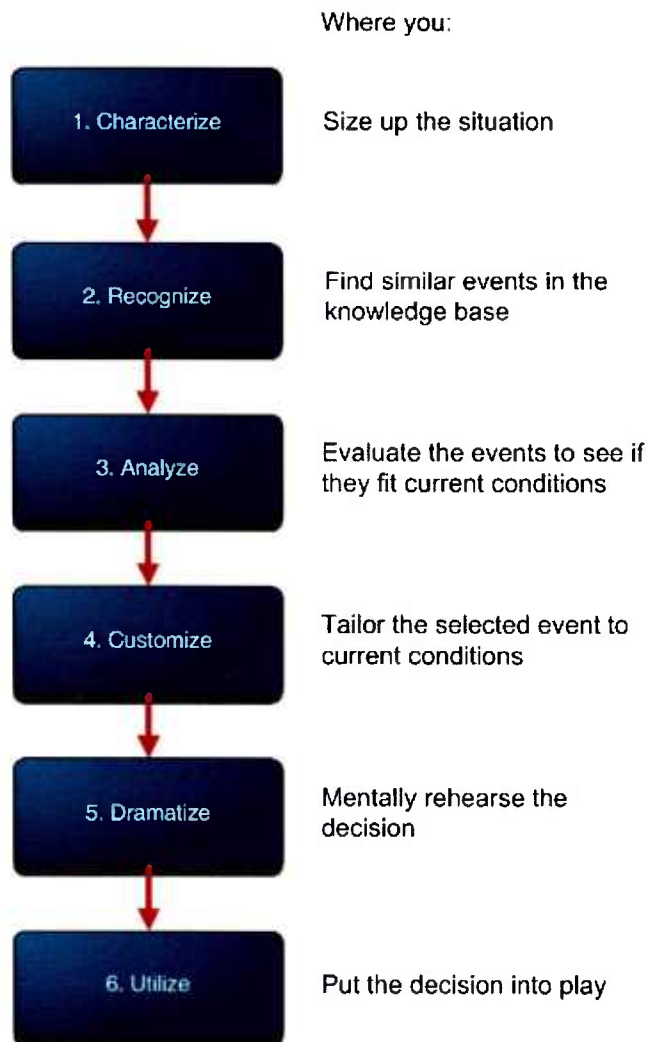 Where you:
1. Characterize
Size up the situation
2. Recognize
Find similar events in the
knowledge base
3. Analyze
Evaluate the events to see if
they fit current conditions
4. Customize
Tailor the selected event to
current conditions
5. Dramatize
Mentally rehearse the
decision
6. Utilize
Put the decision into play